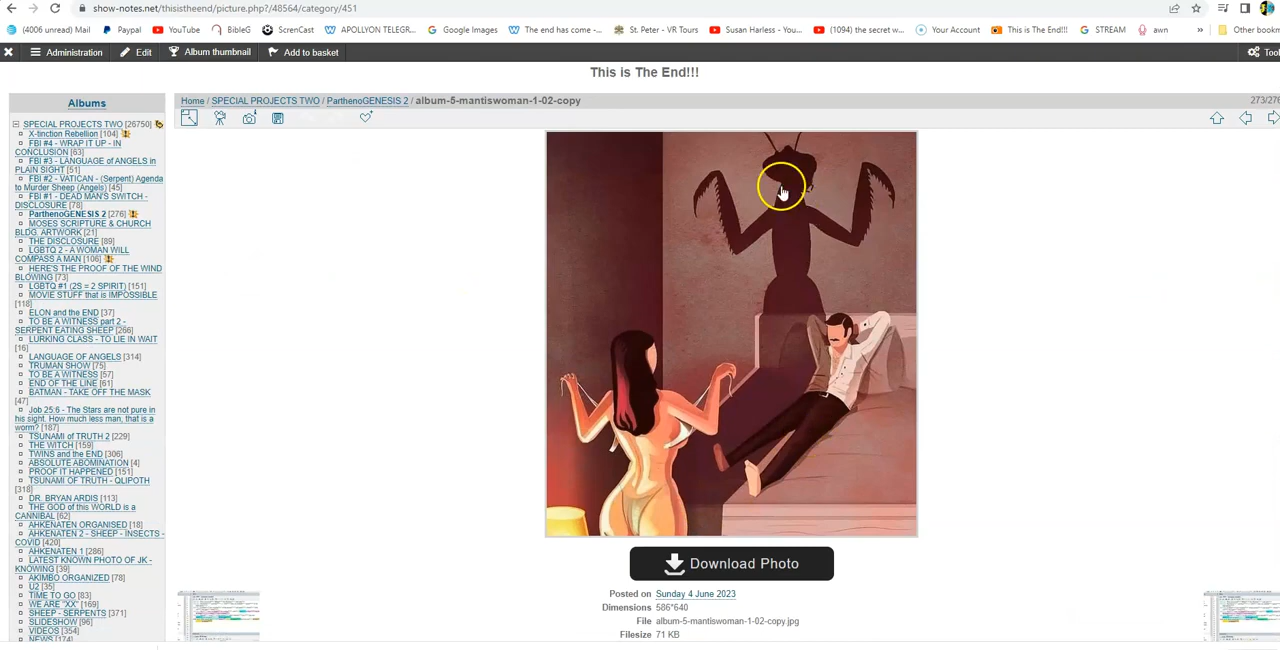 show-notes.net/thisistheend/picture.php?/48564/category/451
(4006 unread) Mail Paypal YouTube BibleG ScrenCast APOLLYON TELEGR... Google Images The end has come -... St. Peter - VR Tours Susan Harless - You... (1094) the secret w... Your Account This is The End!!! STREAM awn » Other bookm
Administration Edit Album thumbnail Add to basket Tool
This is The End!!!
Albums
Home / SPECIAL PROJECTS TWO / ParthenoGENESIS 2 / album-5-mantiswoman-1-02-copy 273/276
SPECIAL PROJECTS TWO [26750]
X-tinction Rebellion [104]
FBI #4 - WRAP IT UP - IN
CONCLUSION [63]
FBI #3 - LANGUAGE of ANGELS in
PLAIN SIGHT [51]
FBI #2 - VATICAN - (Serpent) Agenda
to Murder Sheep (Angels) [45]
FBI #1 - DEAD MAN'S SWITCH -
DISCLOSURE [78]
ParthenoGENESIS 2 [276]
MOSES SCRIPTURE & CHURCH
BLDG. ARTWORK [21]
THE DISCLOSURE [89]
LGBTQ 2 - A WOMAN WILL
COMPASS A MAN [106]
HERE'S THE PROOF OF THE WIND
BLOWING [73]
LGBTQ #1 (2S = 2 SPIRIT) [151]
MOVIE STUFF that is IMPOSSIBLE
[118]
ELON and the END [37]
TO BE A WITNESS part 2 -
SERPENT EATING SHEEP [266]
LURKING CLASS - TO LIE IN WAIT
[16]
LANGUAGE OF ANGELS [314]
TRUMAN SHOW [75]
TO BE A WITNESS [57]
END OF THE LINE [61]
BATMAN - TAKE OFF THE MASK
[47]
Job 25:6 - The Stars are not pure in
his sight. How much less man, that is a
worm? [187]
TSUNAMI of TRUTH 2 [229]
THE WITCH [159]
TWINS and the END [306]
ABSOLUTE ABOMINATION [4]
PROOF IT HAPPENED [151]
TSUNAMI OF TRUTH - QLIPOTH
[318]
DR. BRYAN ARDIS [113]
THE GOD of this WORLD is a
CANNIBAL [62]
AHKENATEN ORGANISED [18]
AHKENATEN 2 - SHEEP - INSECTS -
COVID [420]
AHKENATEN 1 [286]
LATEST KNOWN PHOTO OF JK -
KNOWING [39]
AKIMBO ORGANIZED [78]
U2 [35]
TIME TO GO [83]
WE ARE "XX" [169]
SHEEP - SERPENTS [371]
SLIDESHOW [96]
VIDEOS [354]
Download Photo
Posted on Sunday 4 June 2023
Dimensions 586*640
File album-5-mantiswoman-1-02-copy.jpg
Filesize 71 KB